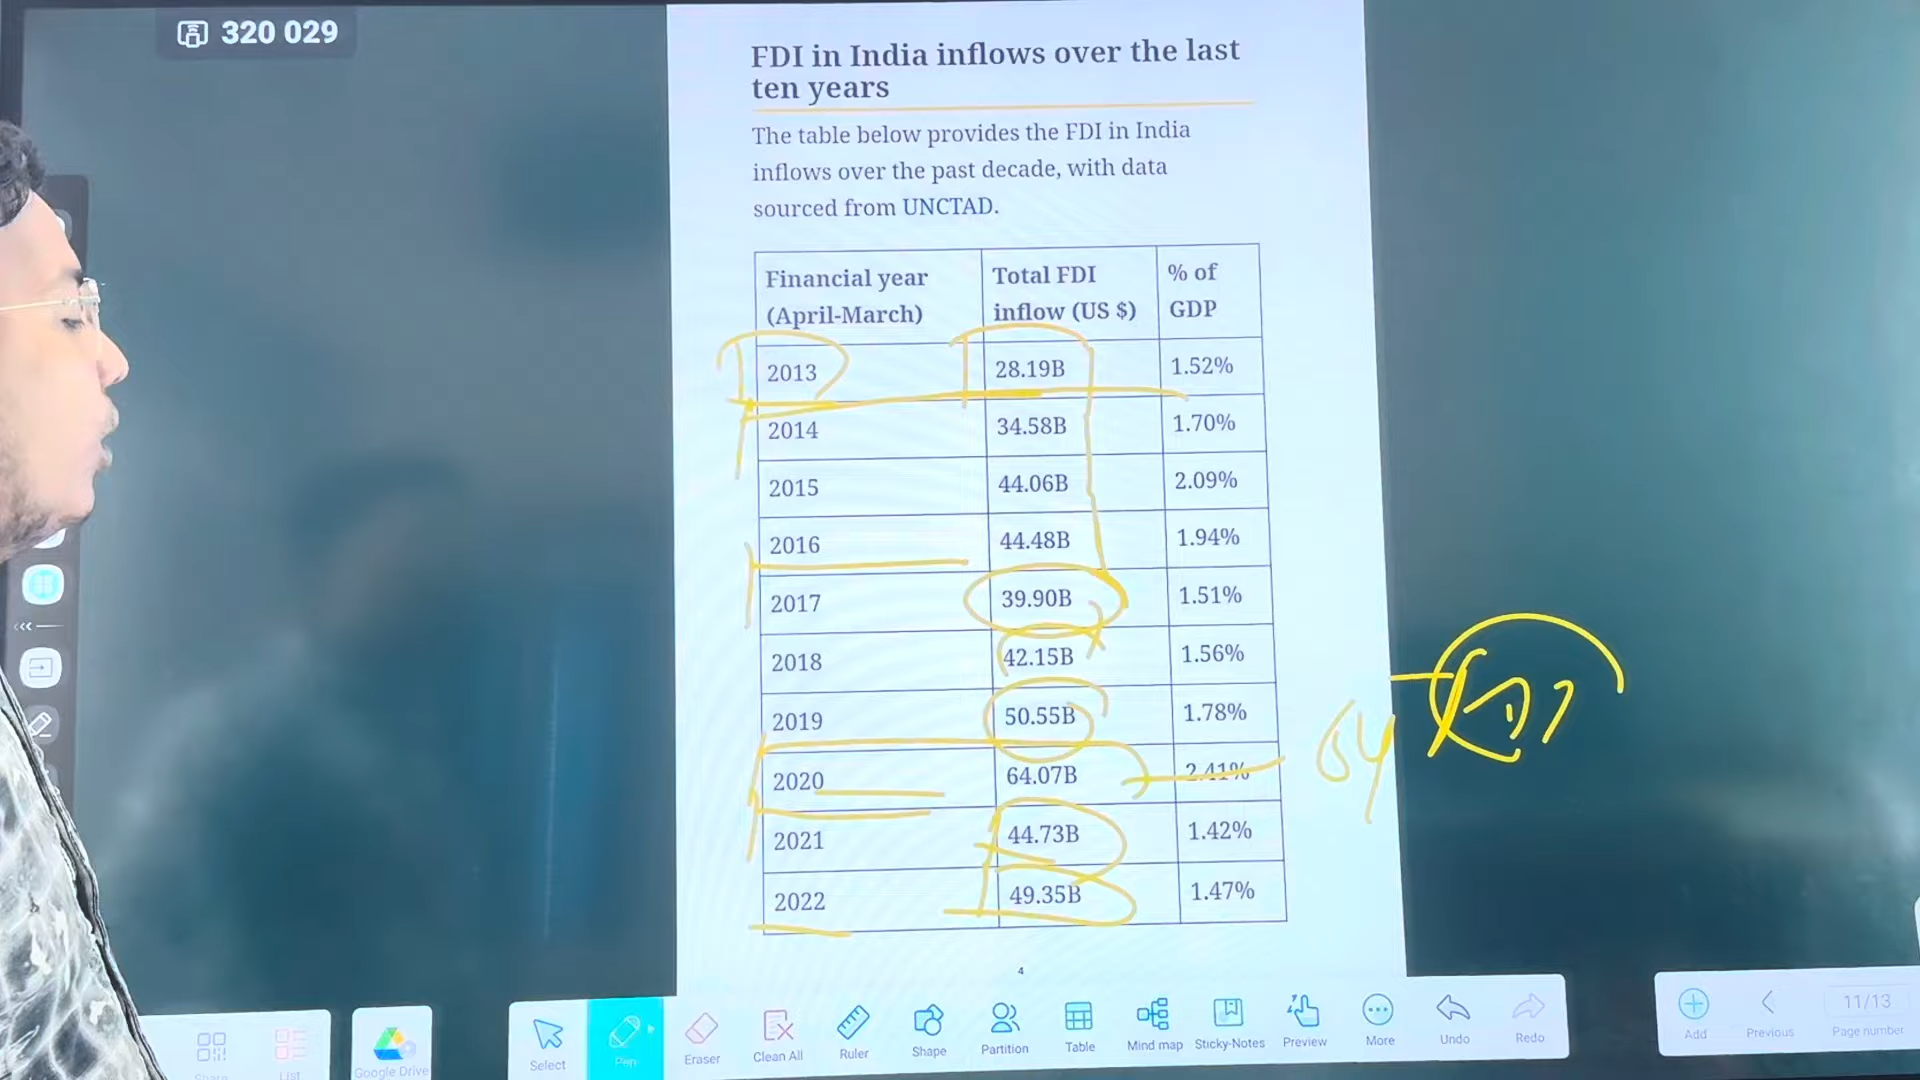 320 029
FDI in India inflows over the last
ten years
The table below provides the FDI in India
inflows over the past decade, with data
sourced from UNCTAD.
Financial year (April-March) Total FDI inflow (US $) % of GDP
2013 28.19B 1.52%
2014 34.58B 1.70%
2015 44.06B 2.09%
2016 44.48B 1.94%
2017 39.90B 1.51%
2018 42.15B 1.56%
2019 50.55B 1.78%
2020 64.07B 2.41%
2021 44.73B 1.42%
2022 49.35B 1.47%
64
4
Share List Google Drive Select Pen Eraser Clean All Ruler Shape Partition Table Mind map Sticky-Notes Preview More Undo Redo Add Previous 11/13 Page number